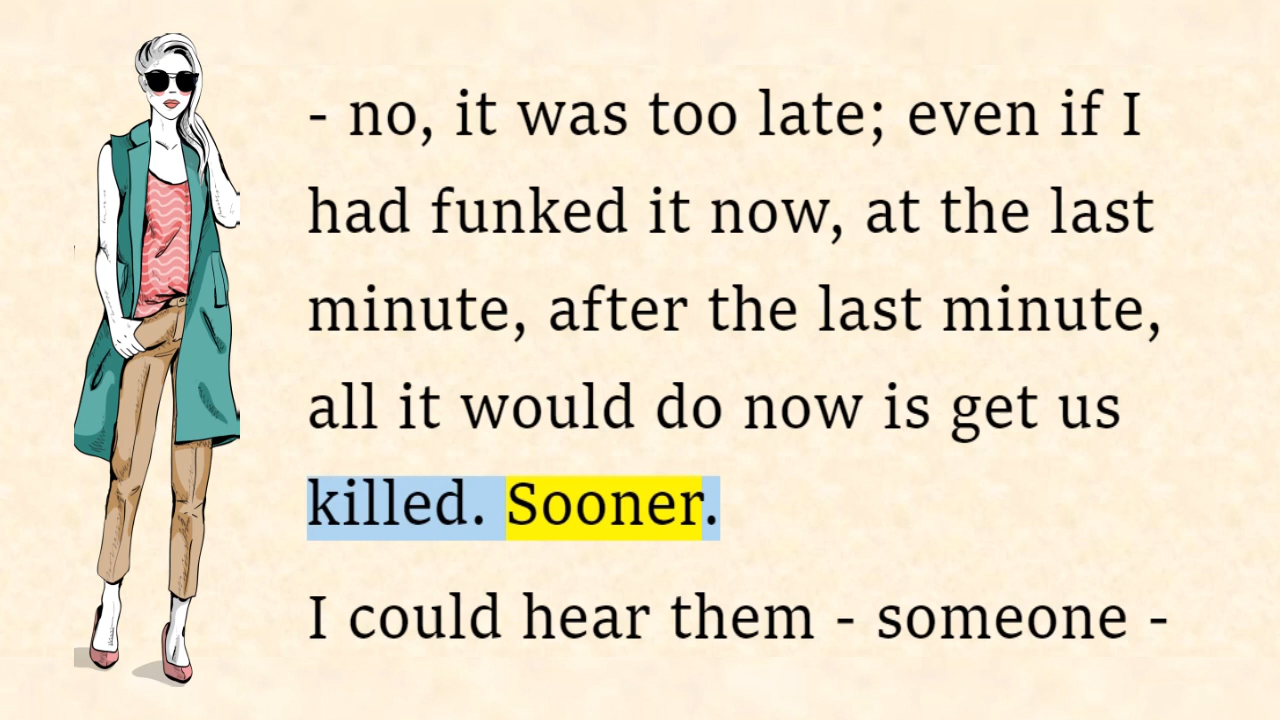 - no, it was too late; even if I
had funked it now, at the last
minute, after the last minute,
all it would do now is get us
killed. Sooner.
I could hear them - someone -